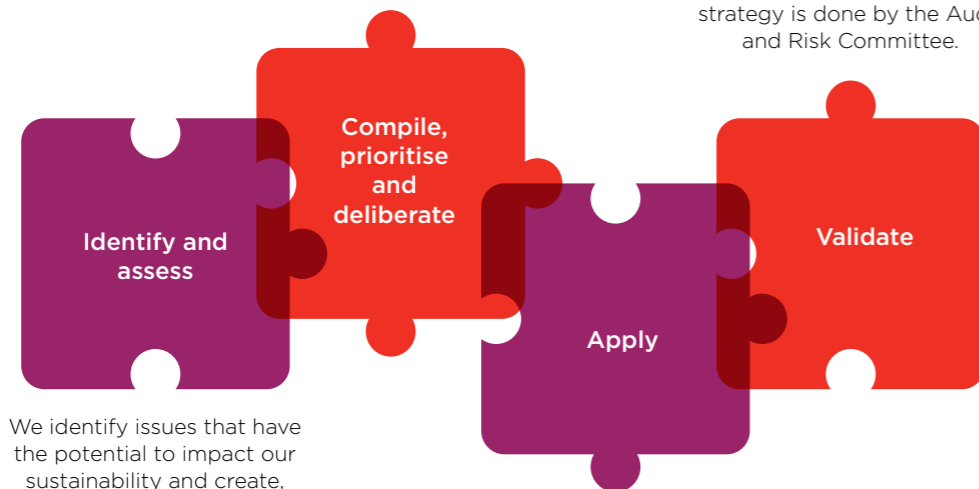 strategy is done by the
and Risk Committee.
Compile,
prioritise
and
deliberate
Identify and
assess
Validate
Apply
We identify issues that have
the potential to impact our
sustainability and create,